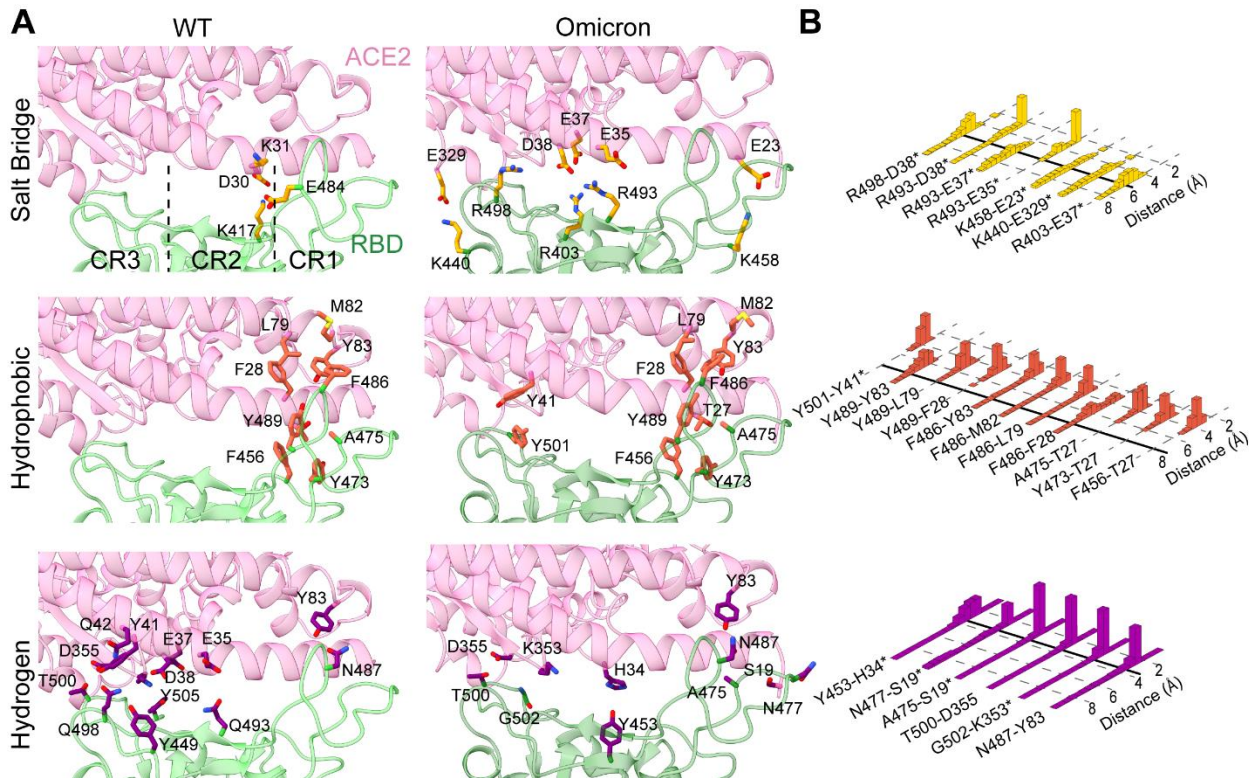 A
WT
Omicron
B
Salt Bridge
ACE2
K31
D30
E484
K417
RBD
CR3
CR2
CR1
E37
E35
D38
E329
E23
R493
R498
R403
K440
K458
R498-D38*
R493-D38*
R493-E37*
R493-E35*
K458-E23*
K440-E329*
R403-E37*
8 6 4 2
Distance (Å)
Hydrophobic
M82
L79
Y83
F28
F486
Y489
A475
F456
Y473
M82
L79
Y83
F28
F486
Y41
Y489
T27
A475
Y501
F456
Y473
Y501-Y41*
Y489-Y83
Y489-L79
Y489-F28
F486-Y83
F486-M82
F486-L79
F486-F28
A475-T27
Y473-T27
F456-T27
8 6 4 2
Distance (Å)
Hydrogen
Y83
Q42
Y41
E37
E35
D355
N487
D38
T500
Y505
Q498
Q493
Y449
Y83
D355
K353
N487
H34
S19
T500
A475
G502
N477
Y453
Y453-H34*
N477-S19*
A475-S19*
T500-D355
G502-K353*
N487-Y83
8 6 4 2
Distance (Å)